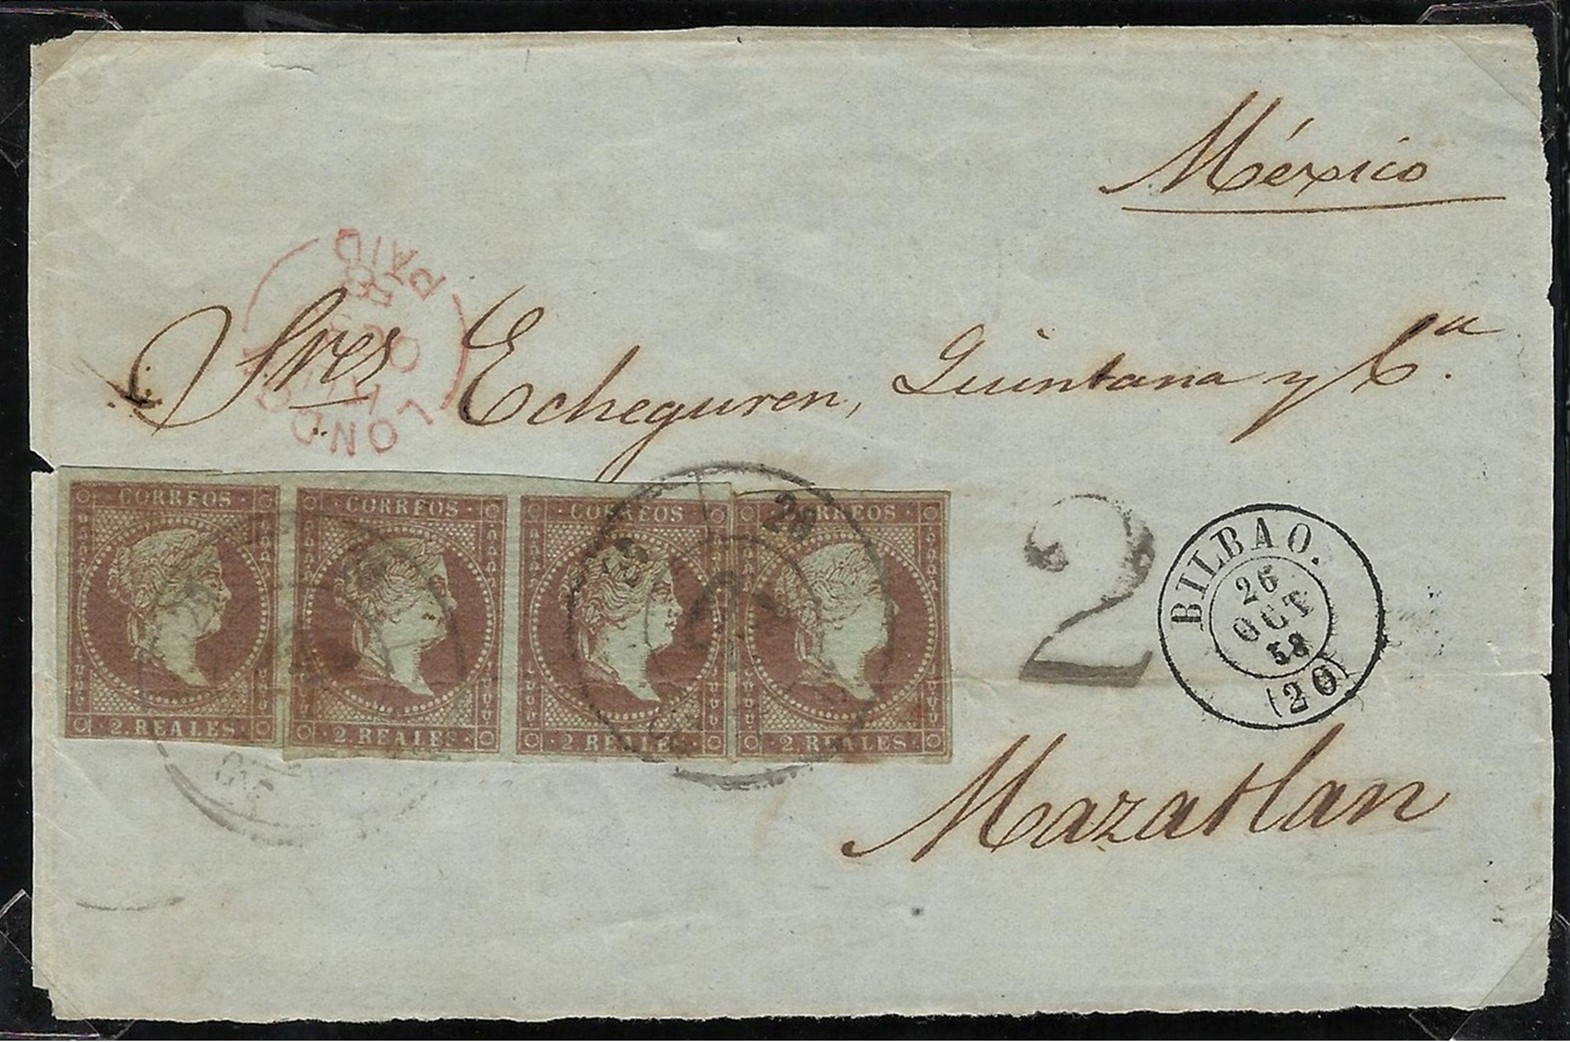 México
PAID
58
LONDON
Sres Echeguren, Quintana y Ca.
CORREOS CORREOS CORREOS CORREOS
2 REALES 2 REALES 2 REALES 2 REALES
2
BILBAO.
26
OCT
58
(20)
Mazatlan